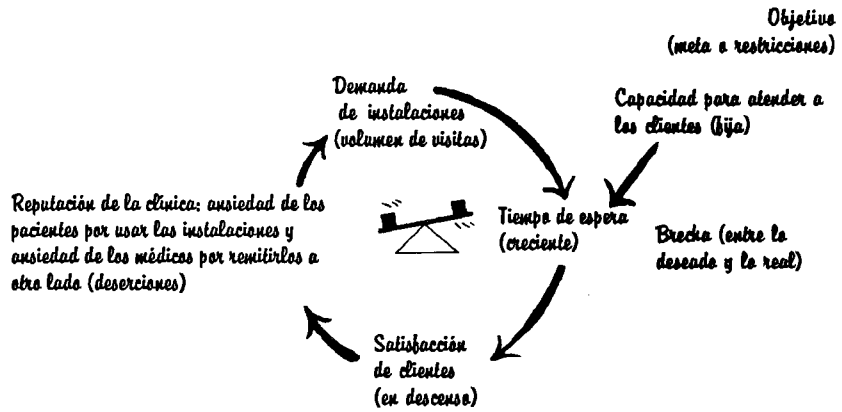 Objetivo
(meta o restricciones)
Demanda
de instalaciones
(volumen de visitas)
Capacidad para atender a
los clientes (fija)
Reputación de la clínica: ansiedad de los
pacientes por usar las instalaciones y
ansiedad de los médicos por remitirlos a
otro lado (deserciones)
Tiempo de espera
(creciente)
Brecha (entre lo
deseado y lo real)
Satisfacción
de clientes
(en descenso)